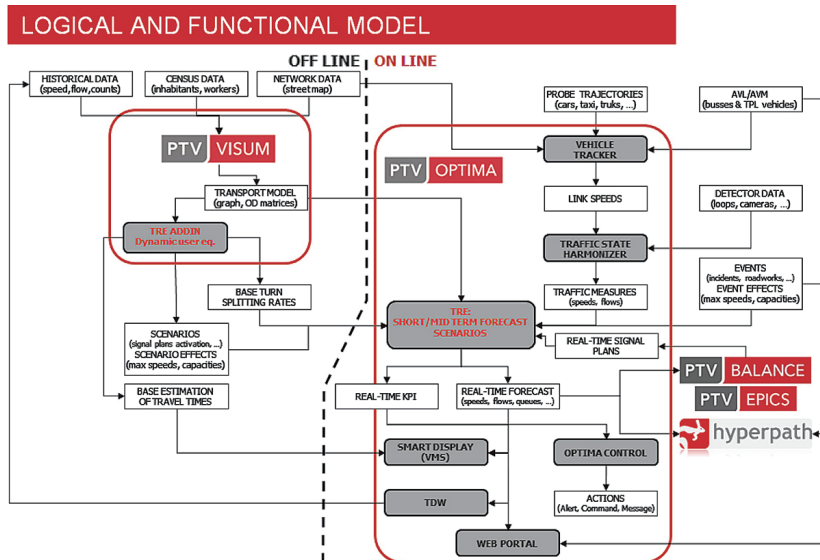 LOGICAL AND FUNCTIONAL MODEL
OFF LINE
ON LINE
HISTORICAL DATA
(speed,flow,counts)
CENSUS DATA
(inhabitants, workers)
NETWORK DATA
(street map)
PROBE TRAJECTORIES
(cars, taxi, truks, ...)
AVL/AVM
(busses & TPL vehicles)
PTV VISUM
PTV OPTIMA
VEHICLE
TRACKER
TRANSPORT MODEL
(graph, OD matrices)
LINK SPEEDS
DETECTOR DATA
(loops, cameras, ...)
TRE ADDIN
Dynamic user eq.
TRAFFIC STATE
HARMONIZER
BASE TURN
SPLITTING RATES
TRAFFIC MEASURES
(speeds, flows)
EVENTS
(incidents, roadworks, ...)
EVENT EFFECTS
(max speeds, capacities)
TRE:
SHORT/MID TERM FORECAST
SCENARIOS
SCENARIOS
(signal plans activation, ...)
SCENARIO EFFECTS
(max speeds, capacities)
REAL-TIME SIGNAL
PLANS
PTV BALANCE
PTV EPICS
BASE ESTIMATION
OF TRAVEL TIMES
REAL-TIME KPI
REAL-TIME FORECAST
(speeds, flows, queues, ...)
hyperpath
SMART DISPLAY
(VMS)
OPTIMA CONTROL
TDW
ACTIONS
(Alert, Command, Message)
WEB PORTAL